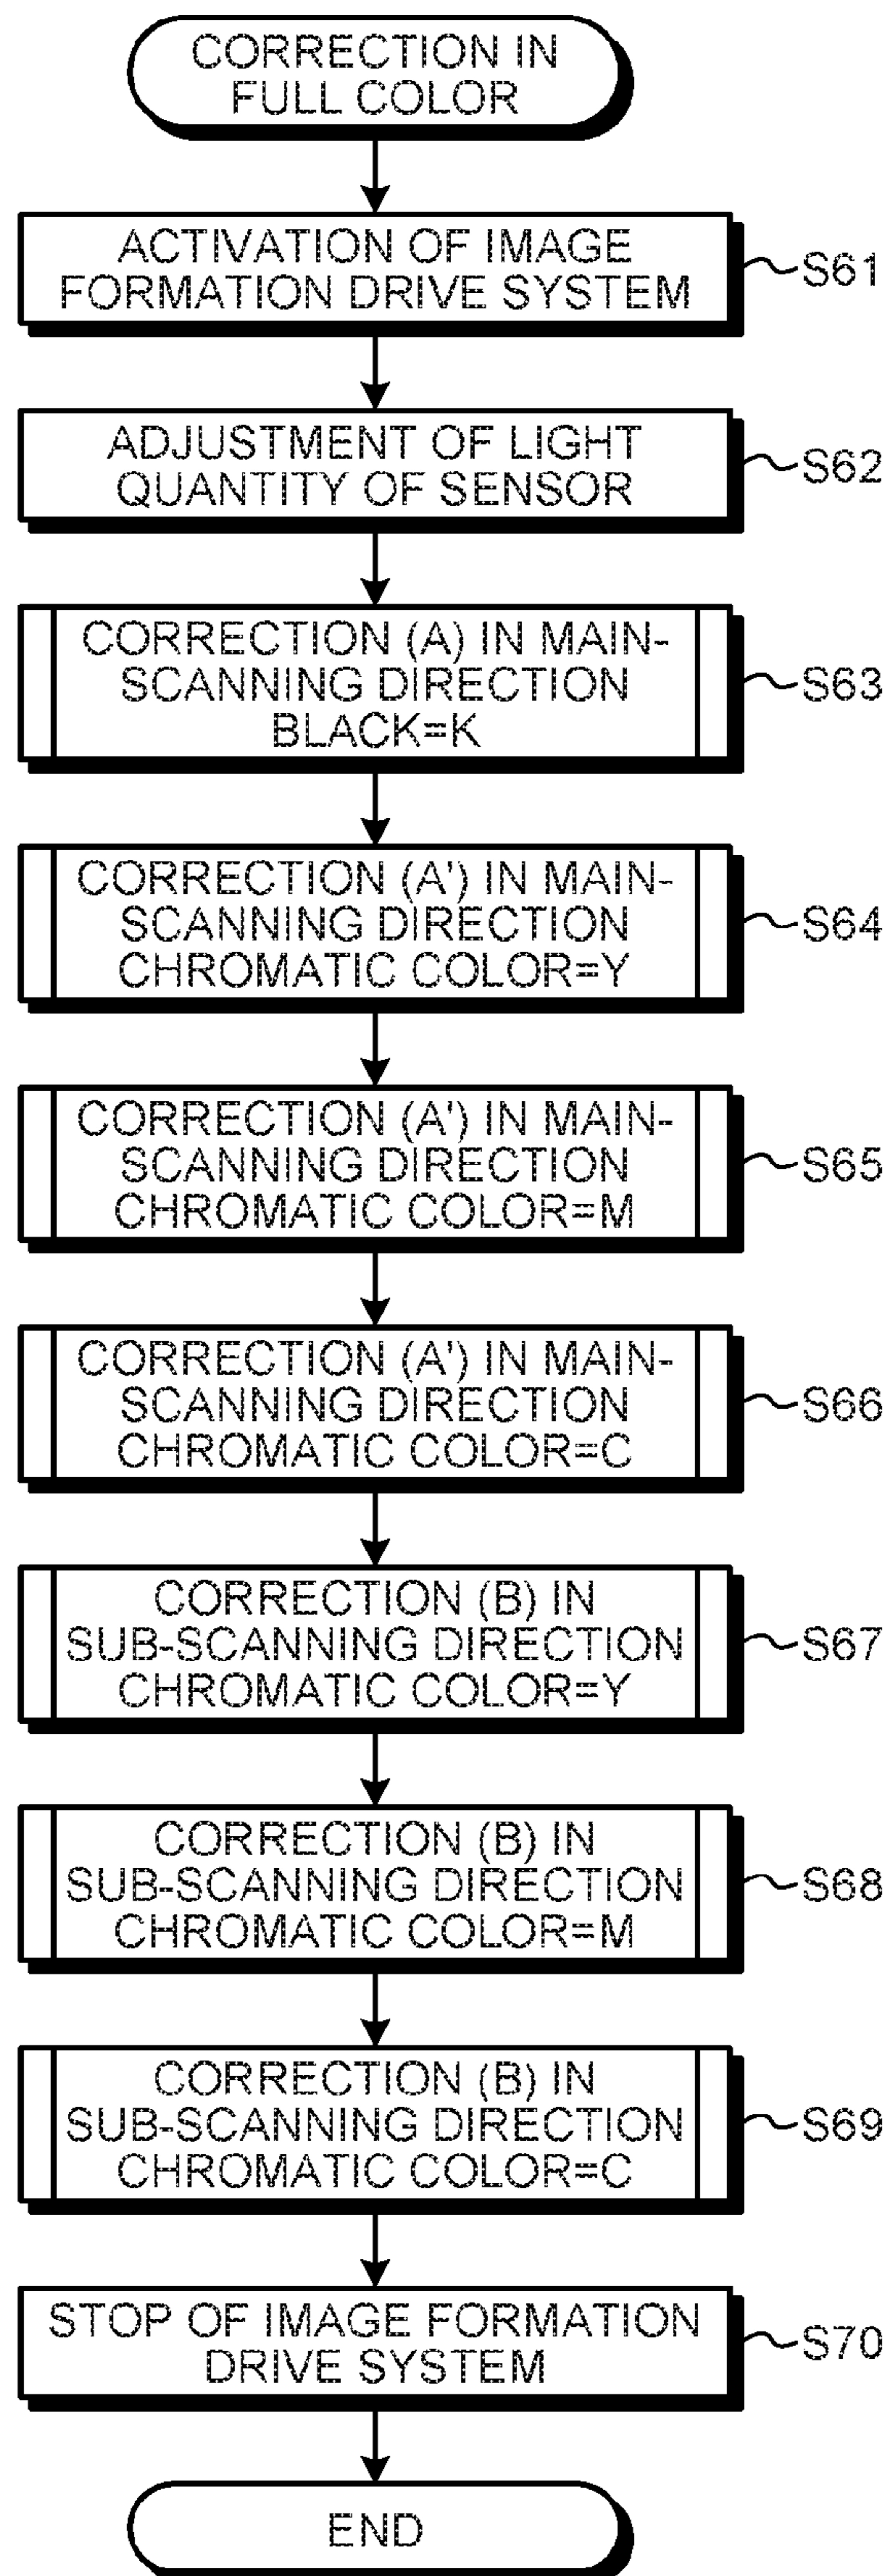 CORRECTION IN
FULL COLOR
ACTIVATION OF IMAGE
FORMATION DRIVE SYSTEM
S61
ADJUSTMENT OF LIGHT
QUANTITY OF SENSOR
S62
CORRECTION (A) IN MAIN-
SCANNING DIRECTION
BLACK=K
S63
CORRECTION (A') IN MAIN-
SCANNING DIRECTION
CHROMATIC COLOR=Y
S64
CORRECTION (A') IN MAIN-
SCANNING DIRECTION
CHROMATIC COLOR=M
S65
CORRECTION (A') IN MAIN-
SCANNING DIRECTION
CHROMATIC COLOR=C
S66
CORRECTION (B) IN
SUB-SCANNING DIRECTION
CHROMATIC COLOR=Y
S67
CORRECTION (B) IN
SUB-SCANNING DIRECTION
CHROMATIC COLOR=M
S68
CORRECTION (B) IN
SUB-SCANNING DIRECTION
CHROMATIC COLOR=C
S69
STOP OF IMAGE FORMATION
DRIVE SYSTEM
S70
END